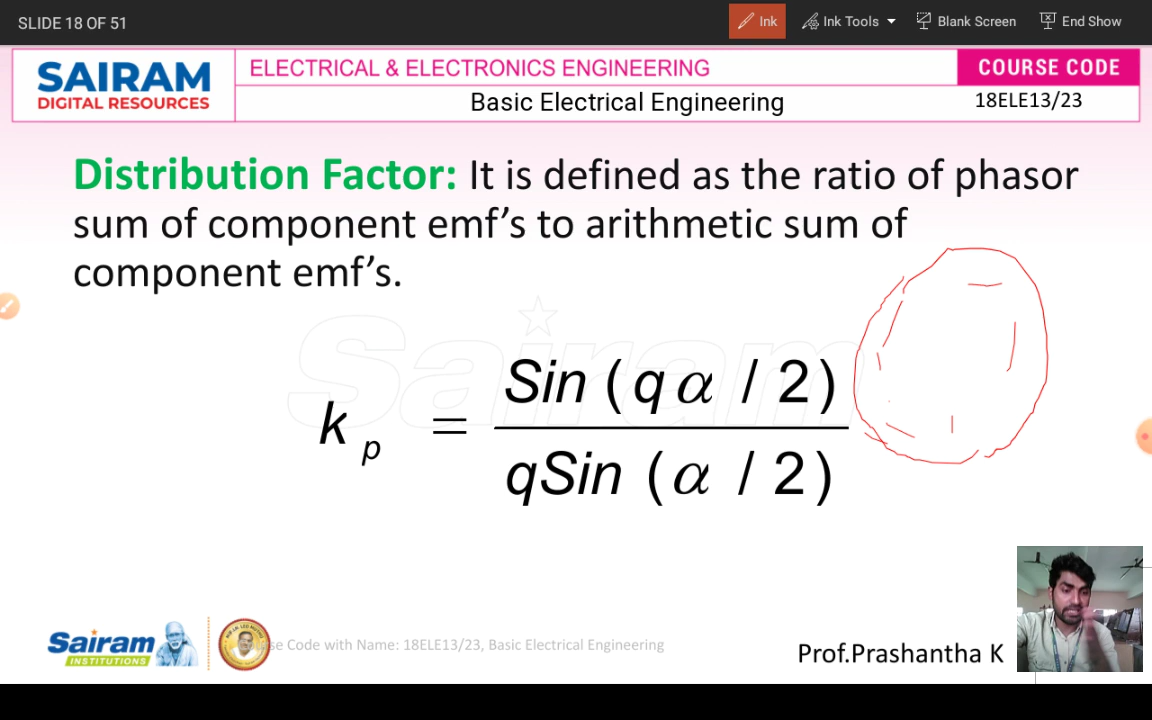 SLIDE 18 OF 51
Ink
Ink Tools
Blank Screen
End Show
SAIRAM
DIGITAL RESOURCES
ELECTRICAL & ELECTRONICS ENGINEERING
COURSE CODE
Basic Electrical Engineering
18ELE13/23
Distribution Factor: It is defined as the ratio of phasor
sum of component emf’s to arithmetic sum of
component emf’s.
Sairam
k p = Sin ( q α / 2 )
qSin ( α / 2 )
Sairam
INSTITUTIONS
se Code with Name: 18ELE13/23, Basic Electrical Engineering
Prof.Prashantha K